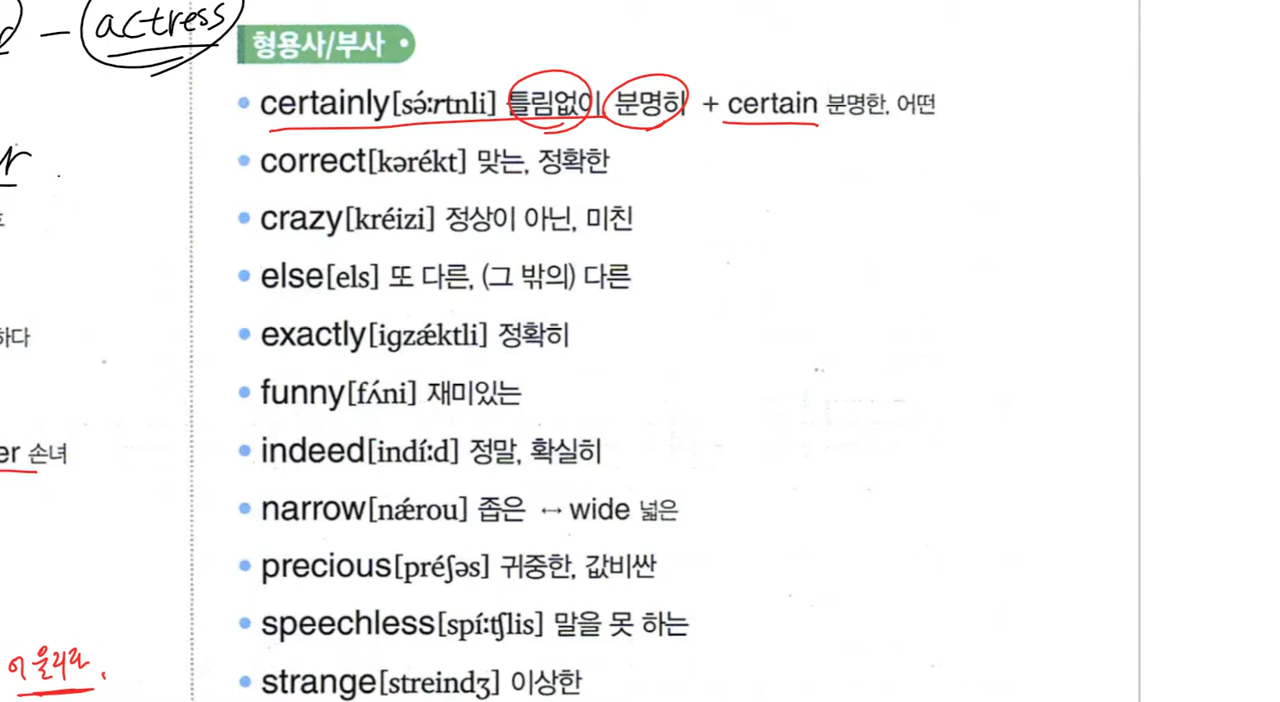 – actress
형용사/부사
certainly[sə́ːrtnli] 틀림없이, 분명히 + certain 분명한, 어떤
correct[kərékt] 맞는, 정확한
crazy[kréizi] 정상이 아닌, 미친
else[els] 또 다른, (그 밖의) 다른
exactly[igzǽktli] 정확히
하다
funny[fʌ́ni] 재미있는
indeed[indíːd] 정말, 확실히
er 손녀
narrow[nǽrou] 좁은 ↔ wide 넓은
precious[préʃəs] 귀중한, 값비싼
speechless[spíːtʃlis] 말을 못 하는
strange[streindʒ] 이상한